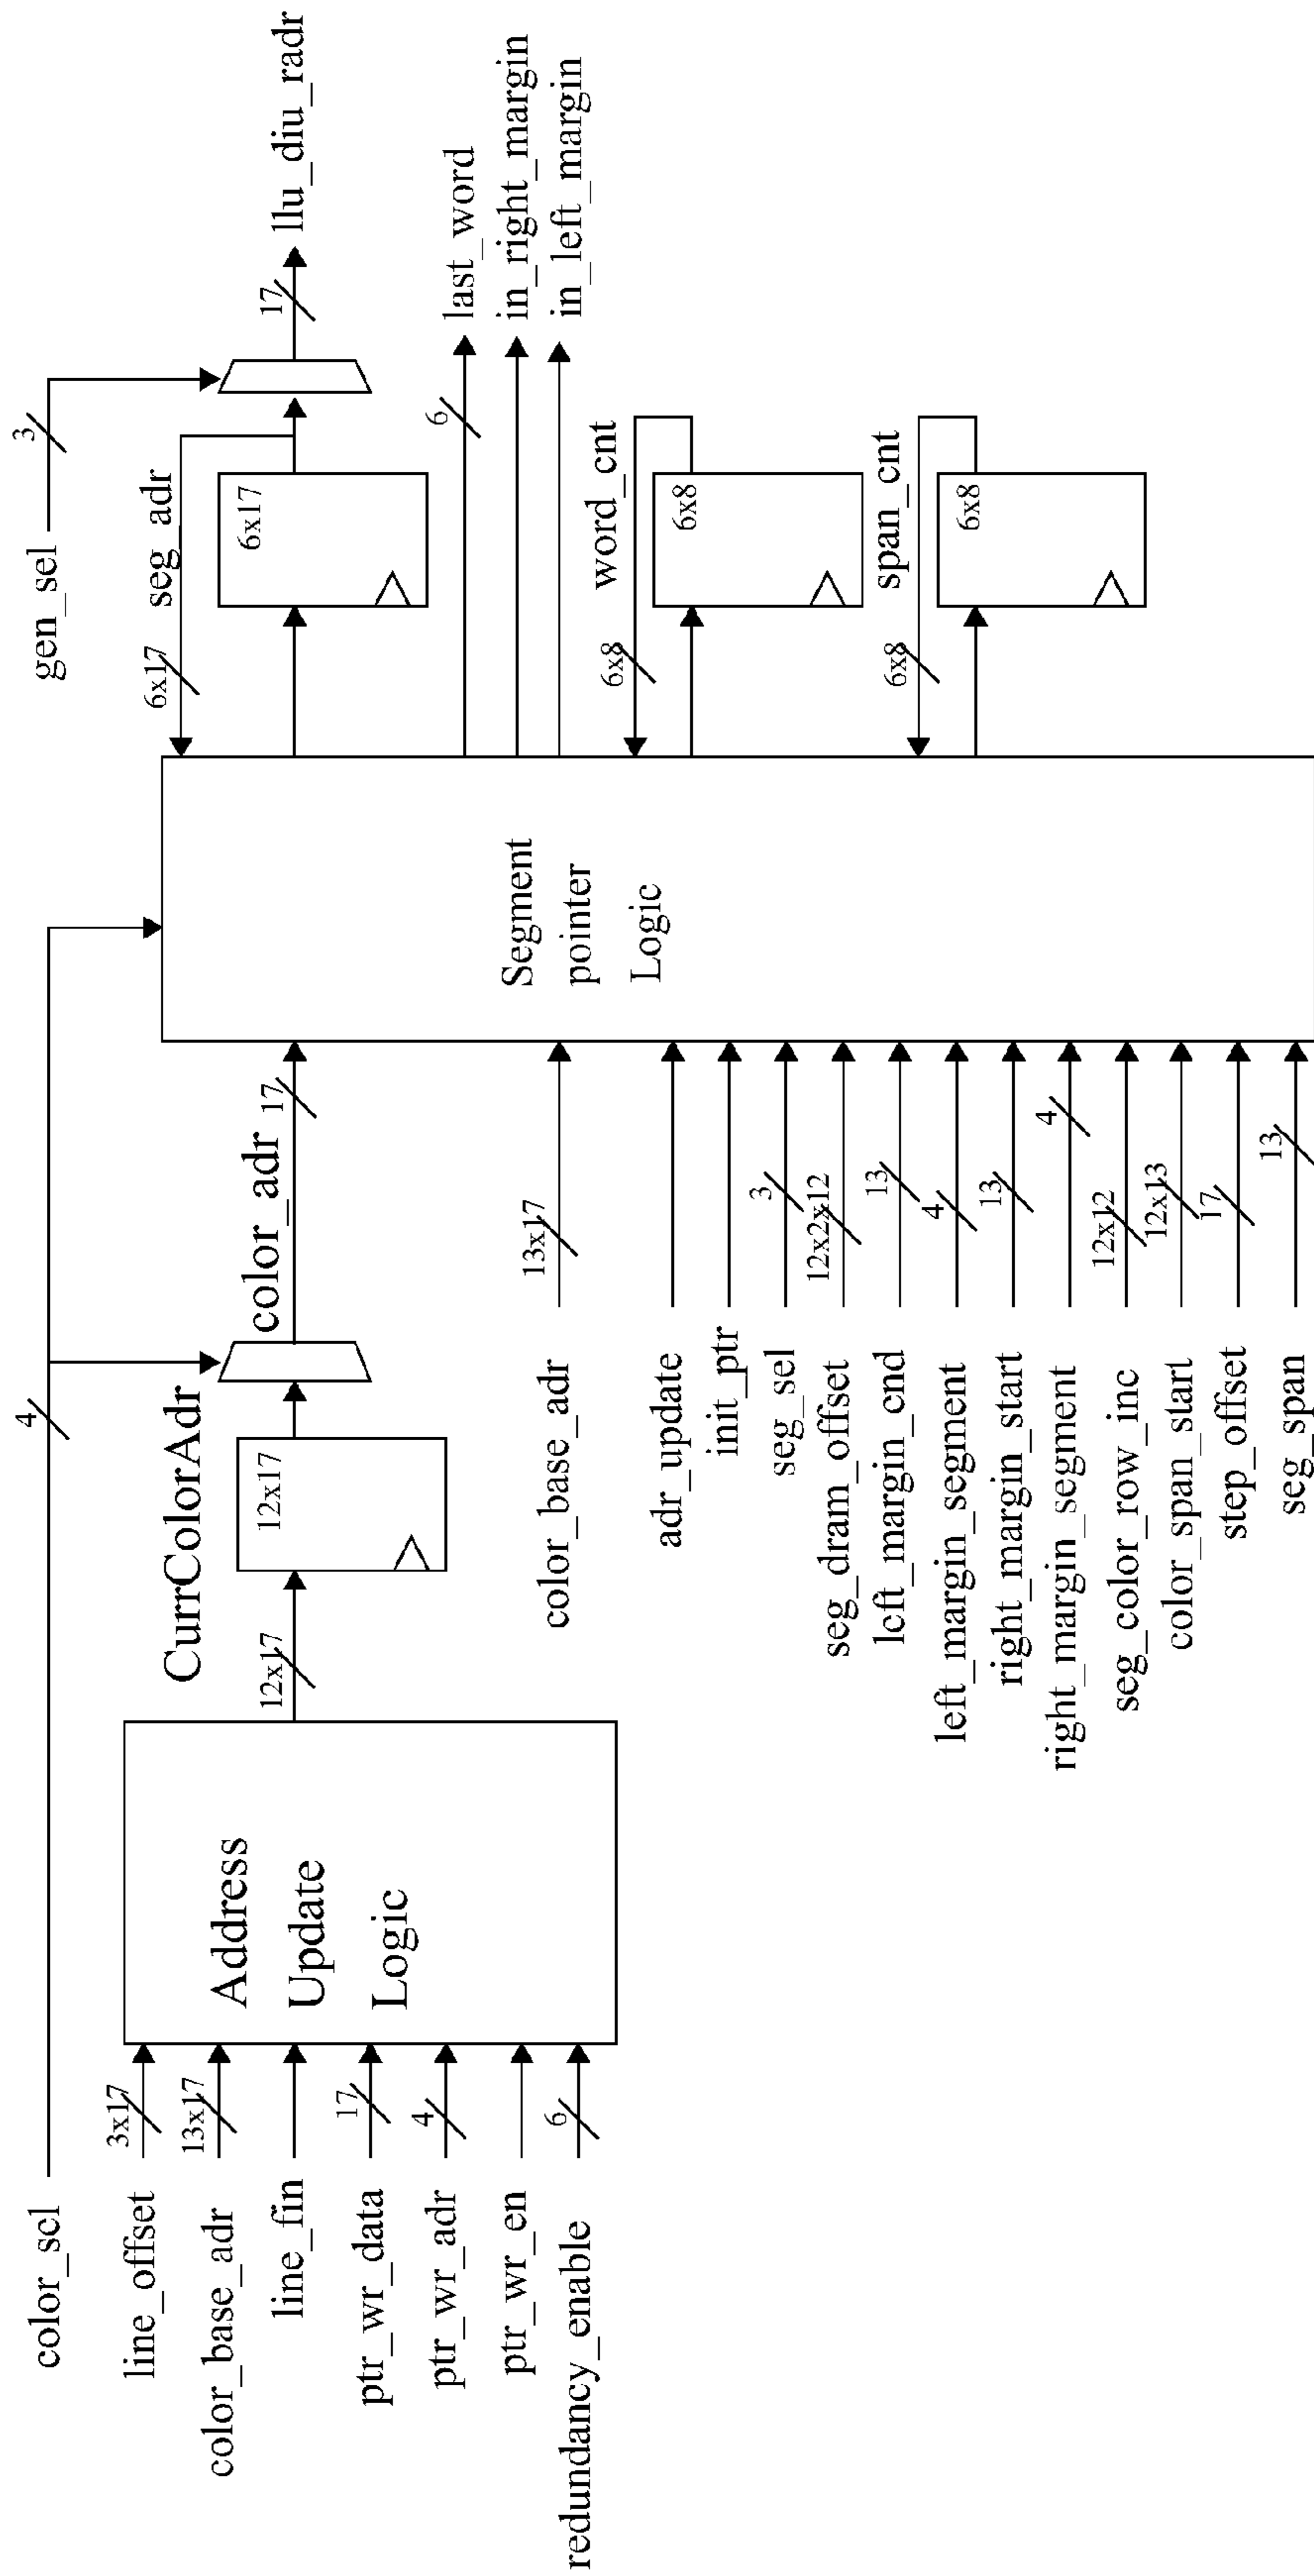 color_sel
4
line_offset
3x17
color_base_adr
13x17
line_fin
ptr_wr_data
17
ptr_wr_adr
4
ptr_wr_en
redundancy_enable
6
Address
Update
Logic
12x17
CurrColorAdr
12x17
color_adr
17
color_base_adr
13x17
adr_update
init_ptr
seg_sel
3
seg_dram_offset
12x2x12
left_margin_end
13
left_margin_segment
4
right_margin_start
13
right_margin_segment
4
seg_color_row_inc
12x12
color_span_start
12x13
step_offset
17
seg_span
13
Segment
pointer
Logic
gen_sel
3
6x17
seg_adr
6x17
17
llu_diu_radr
6
last_word
in_right_margin
in_left_margin
6x8
word_cnt
6x8
6x8
span_cnt
6x8